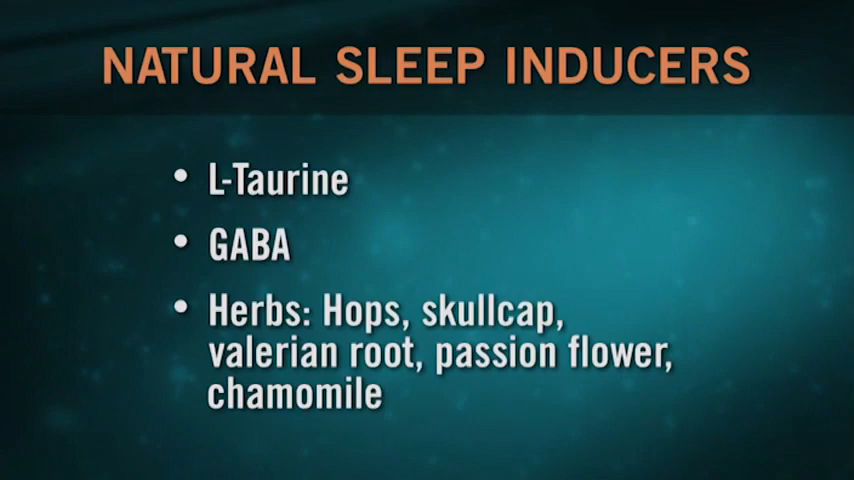 NATURAL SLEEP INDUCERS
• L-Taurine
• GABA
• Herbs: Hops, skullcap,
valerian root, passion flower,
chamomile